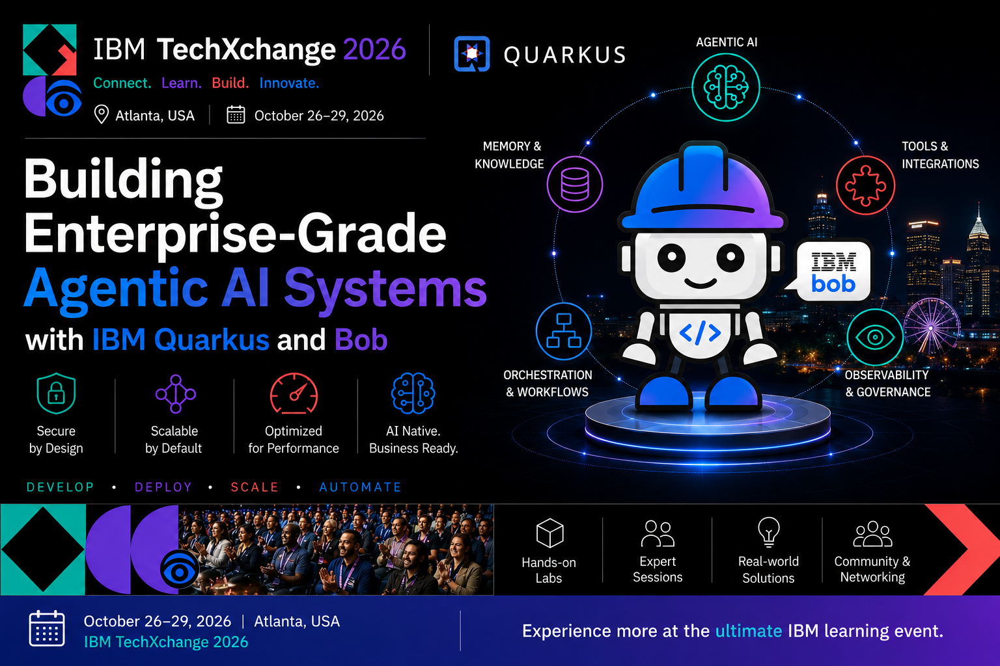 IBM TechXchange 2026
Connect. Learn. Build. Innovate.
Atlanta, USA | October 26–29, 2026
QUARKUS
Building
Enterprise-Grade
Agentic AI Systems
with IBM Quarkus and Bob
Secure
by Design
Scalable
by Default
Optimized
for Performance
AI Native.
Business Ready.
DEVELOP • DEPLOY • SCALE • AUTOMATE
AGENTIC AI
MEMORY &
KNOWLEDGE
TOOLS &
INTEGRATIONS
IBM
bob
</>
ORCHESTRATION
& WORKFLOWS
OBSERVABILITY
& GOVERNANCE
Hands-on
Labs
Expert
Sessions
Real-world
Solutions
Community &
Networking
October 26–29, 2026 | Atlanta, USA
IBM TechXchange 2026
Experience more at the ultimate IBM learning event.